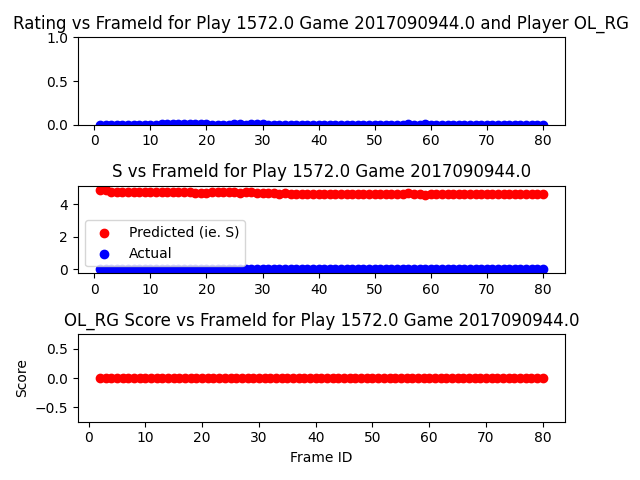 Rating vs FrameId for Play 1572.0 Game 2017090944.0 and Player OL_RG
1.0
0.5
0.0
0 10 20 30 40 50 60 70 80
S vs FrameId for Play 1572.0 Game 2017090944.0
4
2
0
Predicted (ie. S)
Actual
0 10 20 30 40 50 60 70 80
OL_RG Score vs FrameId for Play 1572.0 Game 2017090944.0
Score
0.5
0.0
−0.5
0 10 20 30 40 50 60 70 80
Frame ID